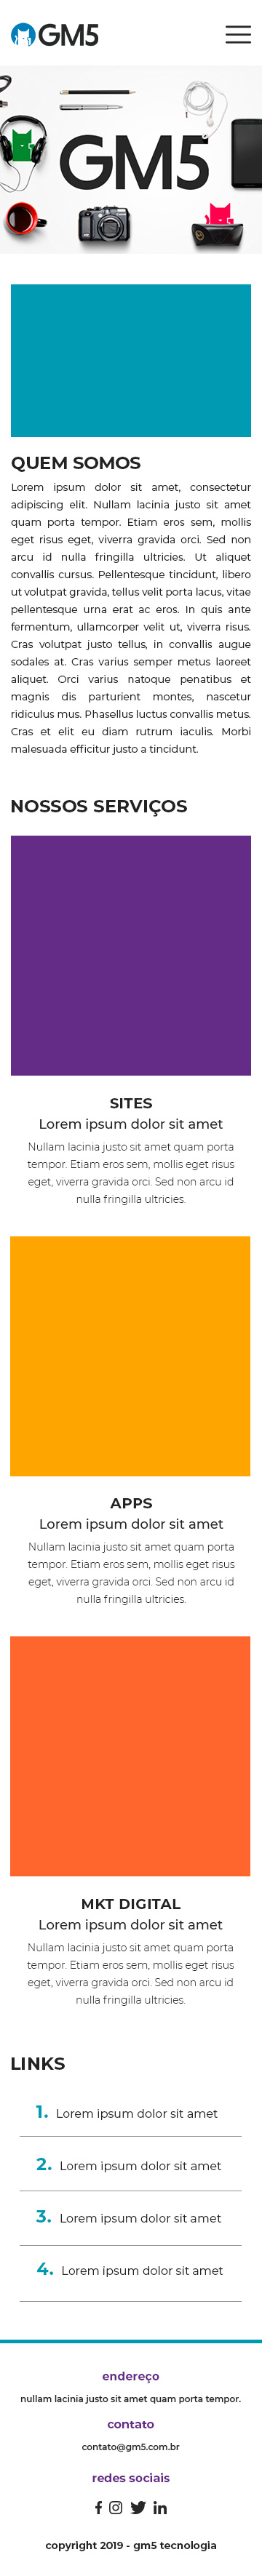 GM5
GM5
QUEM SOMOS
Lorem ipsum dolor sit amet, consectetur
adipiscing elit. Nullam lacinia justo sit amet
quam porta tempor. Etiam eros sem, mollis
eget risus eget, viverra gravida orci. Sed non
arcu id nulla fringilla ultricies. Ut aliquet
convallis cursus. Pellentesque tincidunt, libero
ut volutpat gravida, tellus velit porta lacus, vitae
pellentesque urna erat ac eros. In quis ante
fermentum, ullamcorper velit ut, viverra risus.
Cras volutpat justo tellus, in convallis augue
sodales at. Cras varius semper metus laoreet
aliquet. Orci varius natoque penatibus et
magnis dis parturient montes, nascetur
ridiculus mus. Phasellus luctus convallis metus.
Cras et elit eu diam rutrum iaculis. Morbi
malesuada efficitur justo a tincidunt.
NOSSOS SERVIÇOS
SITES
Lorem ipsum dolor sit amet
Nullam lacinia justo sit amet quam porta
tempor. Etiam eros sem, mollis eget risus
eget, viverra gravida orci. Sed non arcu id
nulla fringilla ultricies.
APPS
Lorem ipsum dolor sit amet
Nullam lacinia justo sit amet quam porta
tempor. Etiam eros sem, mollis eget risus
eget, viverra gravida orci. Sed non arcu id
nulla fringilla ultricies.
MKT DIGITAL
Lorem ipsum dolor sit amet
Nullam lacinia justo sit amet quam porta
tempor. Etiam eros sem, mollis eget risus
eget, viverra gravida orci. Sed non arcu id
nulla fringilla ultricies.
LINKS
1. Lorem ipsum dolor sit amet
2. Lorem ipsum dolor sit amet
3. Lorem ipsum dolor sit amet
4. Lorem ipsum dolor sit amet
endereço
nullam lacinia justo sit amet quam porta tempor.
contato
contato@gm5.com.br
redes sociais
copyright 2019 - gm5 tecnologia